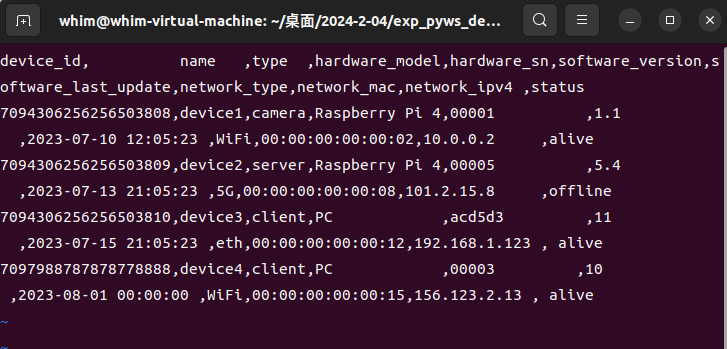 whim@whim-virtual-machine: ~/桌面/2024-2-04/exp_pyws_de…
device_id,           name   ,type  ,hardware_model,hardware_sn,software_version,s
oftware_last_update,network_type,network_mac,network_ipv4 ,status
7094306256256503808,device1,camera,Raspberry Pi 4,00001           ,1.1
  ,2023-07-10 12:05:23 ,WiFi,00:00:00:00:00:02,10.0.0.2     ,alive
7094306256256503809,device2,server,Raspberry Pi 4,00005           ,5.4
  ,2023-07-13 21:05:23 ,5G,00:00:00:00:00:08,101.2.15.8     ,offline
7094306256256503810,device3,client,PC             ,acd5d3          ,11
  ,2023-07-15 21:05:23 ,eth,00:00:00:00:00:12,192.168.1.123 , alive
7097988787878778888,device4,client,PC             ,00003          ,10
 ,2023-08-01 00:00:00 ,WiFi,00:00:00:00:00:15,156.123.2.13 , alive
~
~